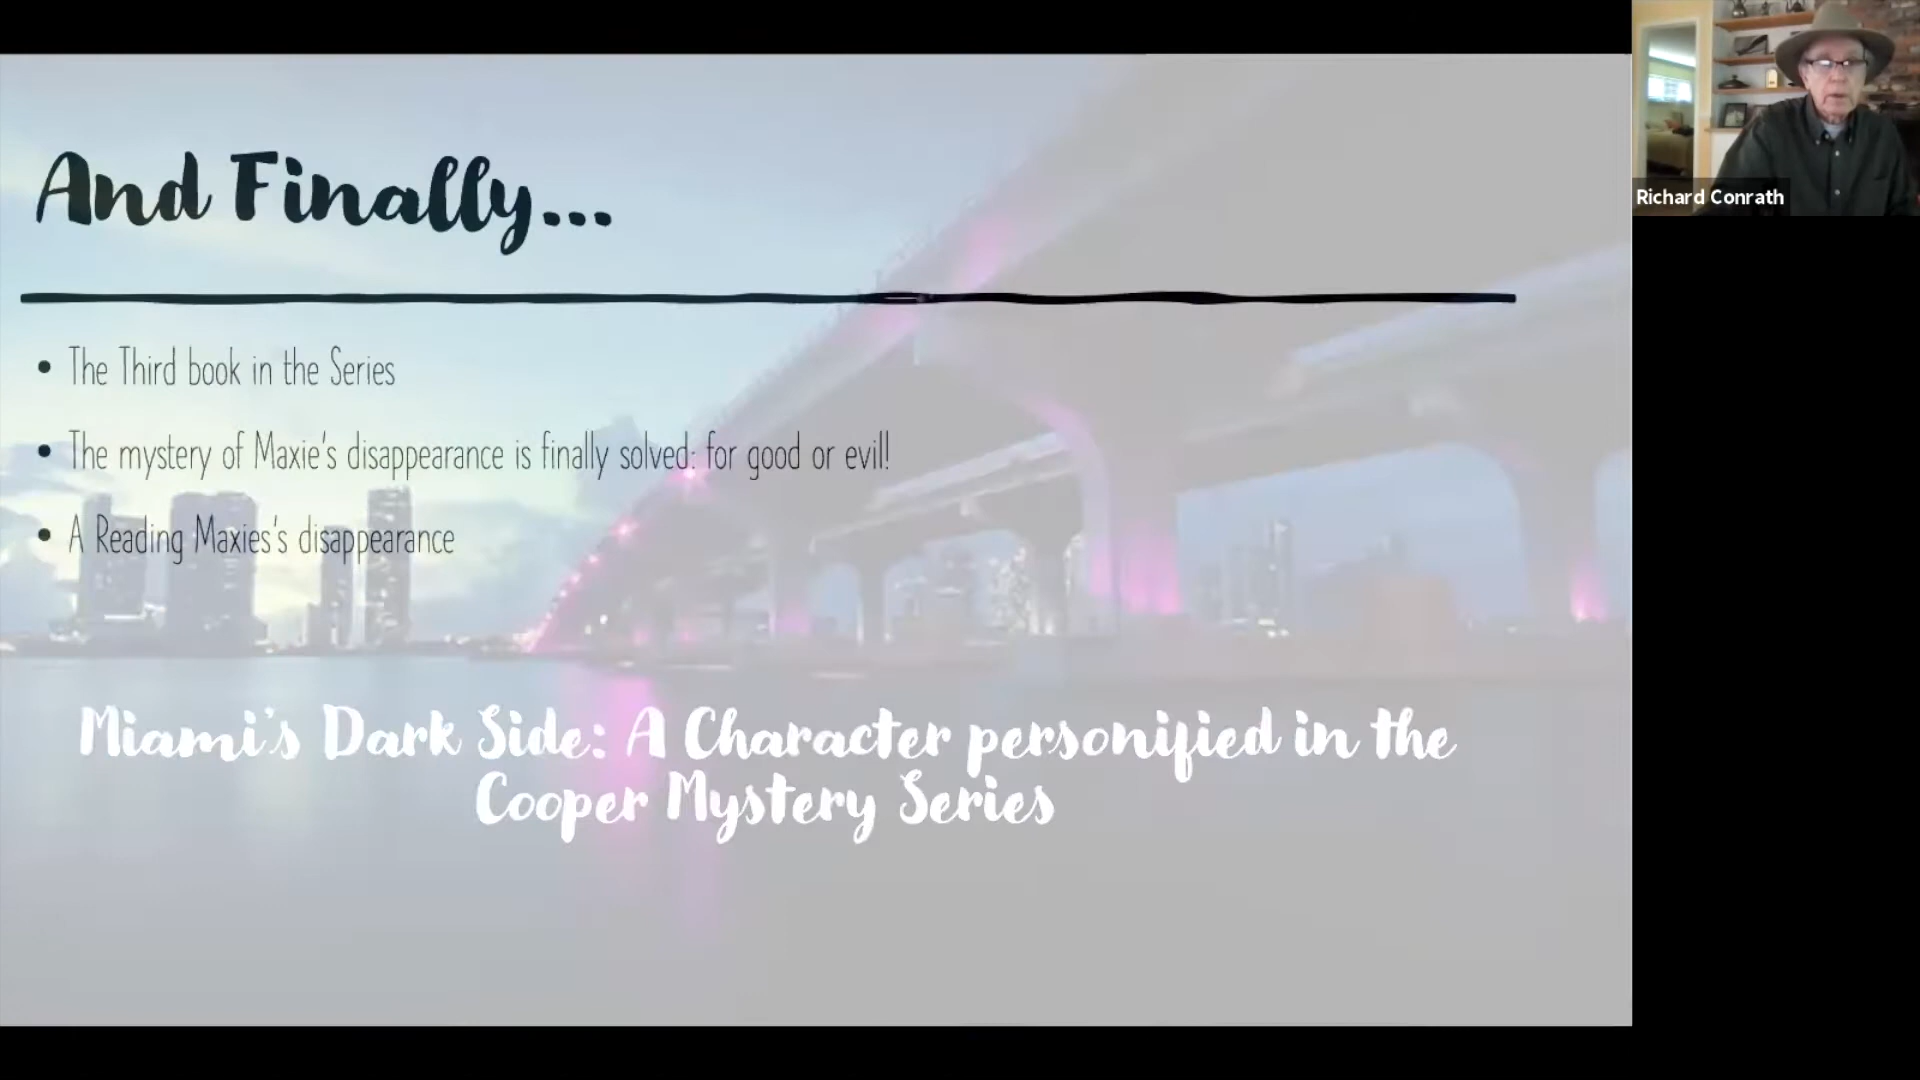 And Finally...
• The Third book in the Series
• The mystery of Maxie's disappearance is finally solved: for good or evil!
• A Reading Maxies's disappearance
Miami's Dark Side: A Character personified in the
Cooper Mystery Series
Richard Conrath